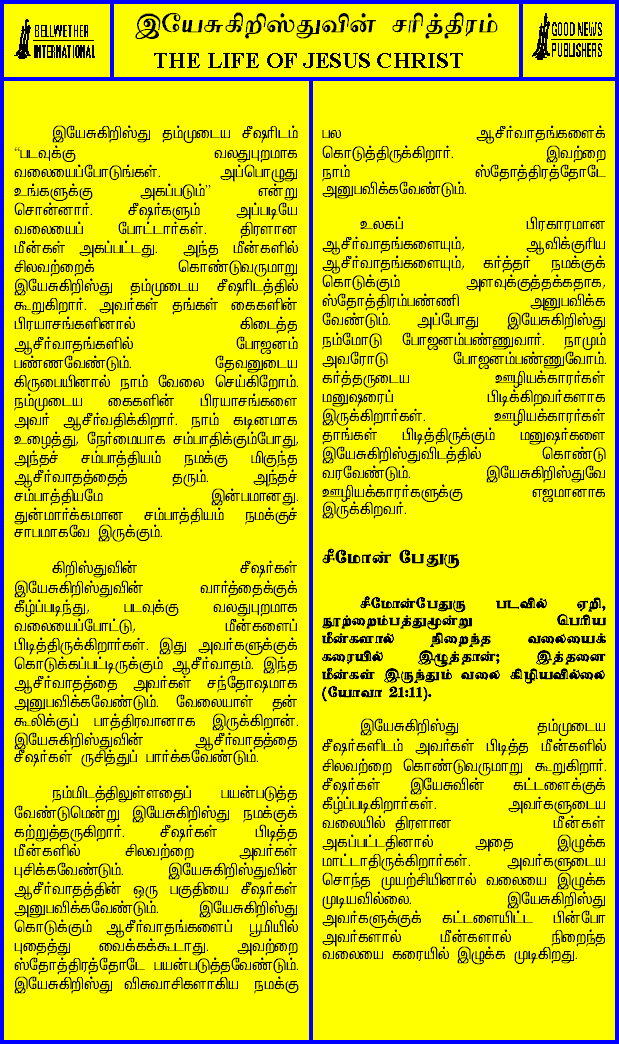 BELLWETHER
INTERNATIONAL
இயேசுகிறிஸ்துவின் சரித்திரம்
THE LIFE OF JESUS CHRIST
GOOD NEWS
PUBLISHERS
இயேசுகிறிஸ்து தம்முடைய சீஷரிடம்
“படவுக்கு வலதுபுறமாக
வலையைப்போடுங்கள். அப்பொழுது
உங்களுக்கு அகப்படும்” என்று
சொன்னார். சீஷர்களும் அப்படியே
வலையைப் போட்டார்கள். திரளான
மீன்கள் அகப்பட்டது. அந்த மீன்களில்
சிலவற்றைக் கொண்டுவருமாறு
இயேசுகிறிஸ்து தம்முடைய சீஷரிடத்தில்
கூறுகிறார். அவர்கள் தங்கள் கைகளின்
பிரயாசங்களினால் கிடைத்த
ஆசீர்வாதங்களில் போஜனம்
பண்ணவேண்டும். தேவனுடைய
கிருபையினால் நாம் வேலை செய்கிறோம்.
நம்முடைய கைகளின் பிரயாசங்களை
அவர் ஆசீர்வதிக்கிறார். நாம் கடினமாக
உழைத்து, நேர்மையாக சம்பாதிக்கும்போது,
அந்தச் சம்பாத்தியம் நமக்கு மிகுந்த
ஆசீர்வாதத்தைத் தரும். அந்தச்
சம்பாத்தியமே இன்பமானது.
துன்மார்க்கமான சம்பாத்தியம் நமக்குச்
சாபமாகவே இருக்கும்.
கிறிஸ்துவின் சீஷர்கள்
இயேசுகிறிஸ்துவின் வார்த்தைக்குக்
கீழ்ப்படிந்து, படவுக்கு வலதுபுறமாக
வலையைப்போட்டு, மீன்களைப்
பிடித்திருக்கிறார்கள். இது அவர்களுக்குக்
கொடுக்கப்பட்டிருக்கும் ஆசீர்வாதம். இந்த
ஆசீர்வாதத்தை அவர்கள் சந்தோஷமாக
அனுபவிக்கவேண்டும். வேலையாள் தன்
கூலிக்குப் பாத்திரவானாக இருக்கிறான்.
இயேசுகிறிஸ்துவின் ஆசீர்வாதத்தை
சீஷர்கள் ருசித்துப் பார்க்கவேண்டும்.
நம்மிடத்திலுள்ளதைப் பயன்படுத்த
வேண்டுமென்று இயேசுகிறிஸ்து நமக்குக்
கற்றுத்தருகிறார். சீஷர்கள் பிடித்த
மீன்களில் சிலவற்றை அவர்கள்
புசிக்கவேண்டும். இயேசுகிறிஸ்துவின்
ஆசீர்வாதத்தின் ஒரு பகுதியை சீஷர்கள்
அனுபவிக்கவேண்டும். இயேசுகிறிஸ்து
கொடுக்கும் ஆசீர்வாதங்களைப் பூமியில்
புதைத்து வைக்கக்கூடாது. அவற்றை
ஸ்தோத்திரத்தோடே பயன்படுத்தவேண்டும்.
இயேசுகிறிஸ்து விசுவாசிகளாகிய நமக்கு
பல ஆசீர்வாதங்களைக்
கொடுத்திருக்கிறார். இவற்றை
நாம் ஸ்தோத்திரத்தோடே
அனுபவிக்கவேண்டும்.
உலகப் பிரகாரமான
ஆசீர்வாதங்களையும், ஆவிக்குரிய
ஆசீர்வாதங்களையும், கர்த்தர் நமக்குக்
கொடுக்கும் அளவுக்குத்தக்கதாக,
ஸ்தோத்திரம்பண்ணி அனுபவிக்க
வேண்டும். அப்போது இயேசுகிறிஸ்து
நம்மோடு போஜனம்பண்ணுவார். நாமும்
அவரோடு போஜனம்பண்ணுவோம்.
கர்த்தருடைய ஊழியக்காரர்கள்
மனுஷரைப் பிடிக்கிறவர்களாக
இருக்கிறார்கள். ஊழியக்காரர்கள்
தாங்கள் பிடித்திருக்கும் மனுஷர்களை
இயேசுகிறிஸ்துவிடத்தில் கொண்டு
வரவேண்டும். இயேசுகிறிஸ்துவே
ஊழியக்காரர்களுக்கு எஜமானாக
இருக்கிறவர்.
சீமோன் பேதுரு
சீமோன்பேதுரு படவில் ஏறி,
நூற்றைம்பத்துமூன்று பெரிய
மீன்களால் நிறைந்த வலையைக்
கரையில் இழுத்தான்; இத்தனை
மீன்கள் இருந்தும் வலை கிழியவில்லை
(யோவா 21:11).
இயேசுகிறிஸ்து தம்முடைய
சீஷர்களிடம் அவர்கள் பிடித்த மீன்களில்
சிலவற்றை கொண்டுவருமாறு கூறுகிறார்.
சீஷர்கள் இயேசுவின் கட்டளைக்குக்
கீழ்ப்படிகிறார்கள். அவர்களுடைய
வலையில் திரளான மீன்கள்
அகப்பட்டதினால் அதை இழுக்க
மாட்டாதிருக்கிறார்கள். அவர்களுடைய
சொந்த முயற்சியினால் வலையை இழுக்க
முடியவில்லை. இயேசுகிறிஸ்து
அவர்களுக்குக் கட்டளையிட்ட பின்போ
அவர்களால் மீன்களால் நிறைந்த
வலையை கரையில் இழுக்க முடிகிறது.